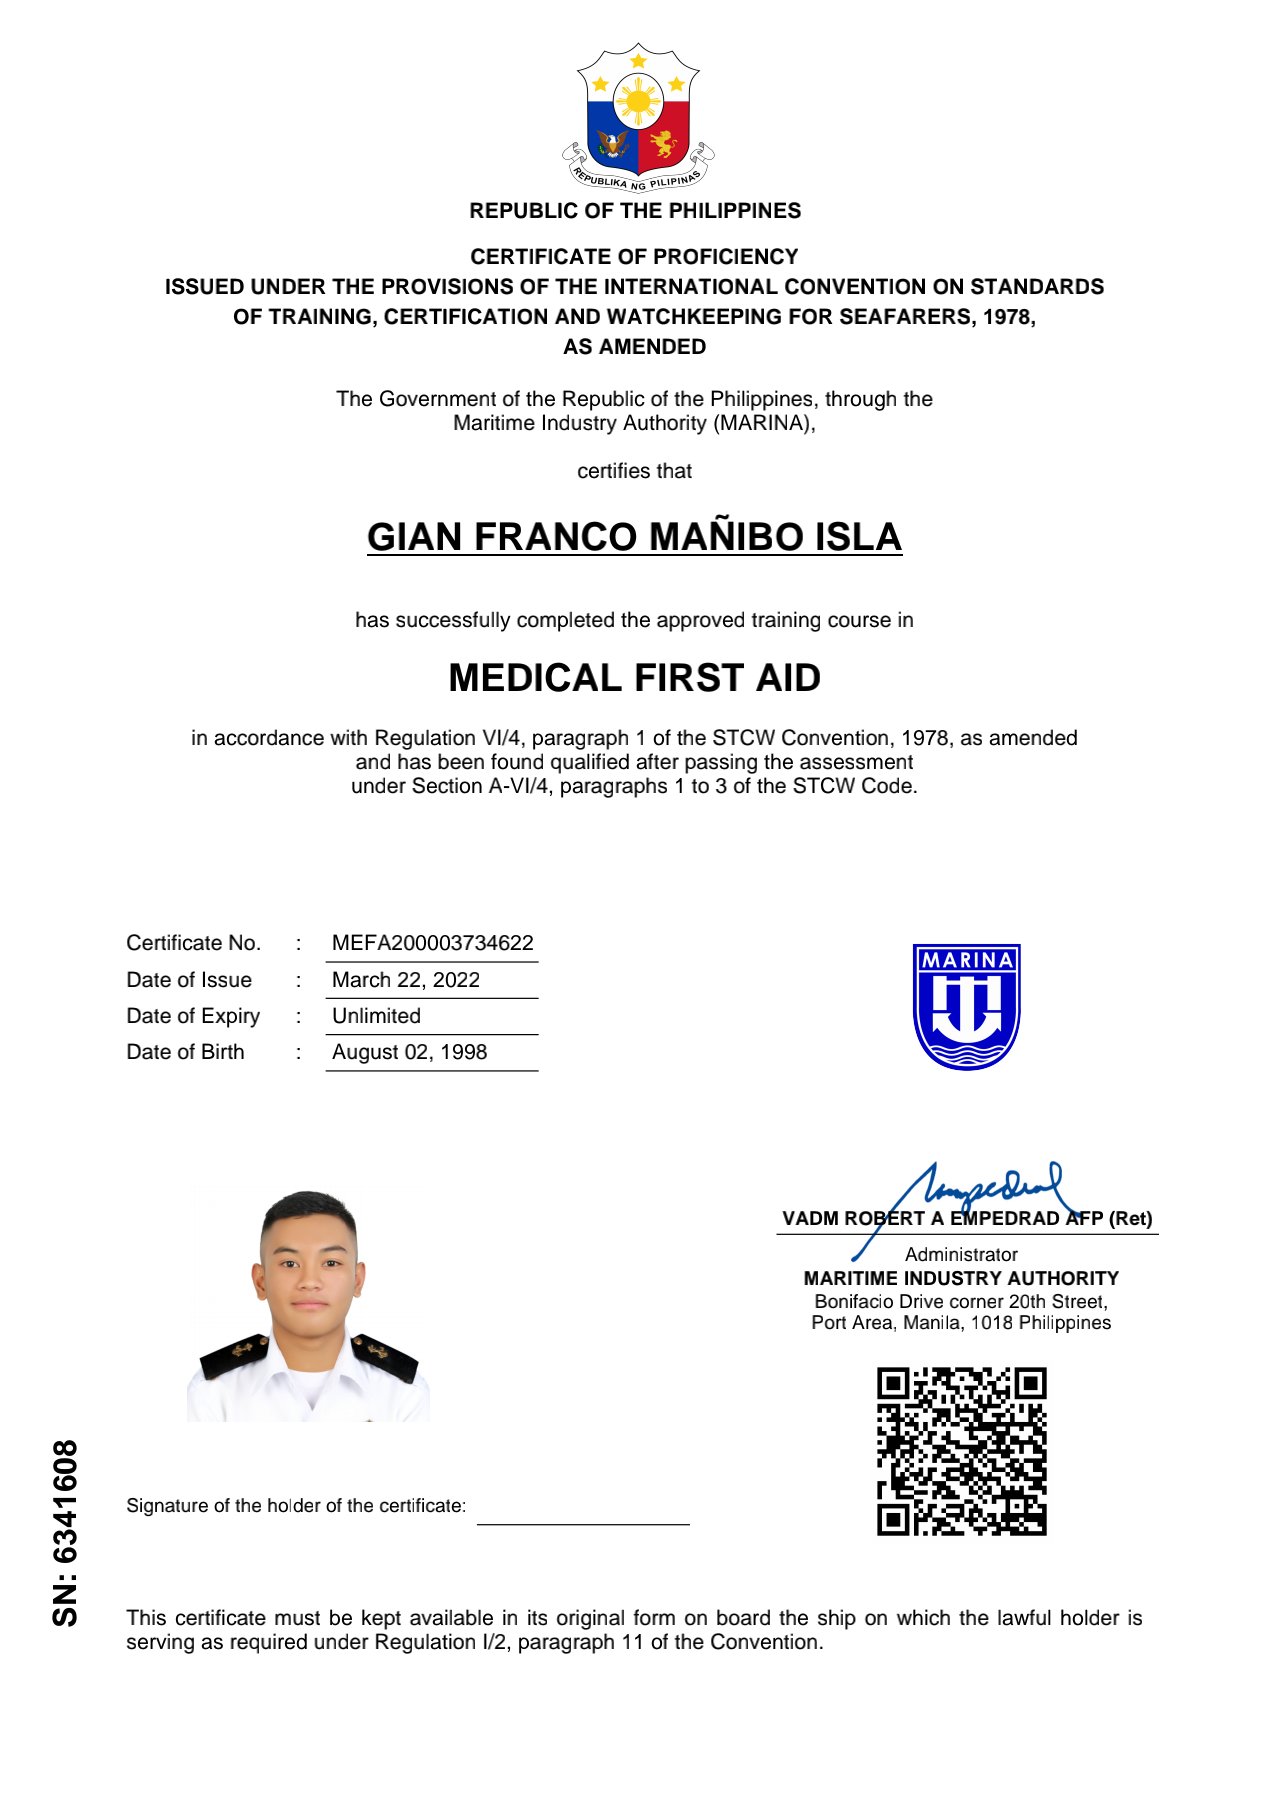 REPUBLIKA NG PILIPINAS
REPUBLIC OF THE PHILIPPINES
CERTIFICATE OF PROFICIENCY
ISSUED UNDER THE PROVISIONS OF THE INTERNATIONAL CONVENTION ON STANDARDS
OF TRAINING, CERTIFICATION AND WATCHKEEPING FOR SEAFARERS, 1978,
AS AMENDED
The Government of the Republic of the Philippines, through the
Maritime Industry Authority (MARINA),
certifies that
GIAN FRANCO MAÑIBO ISLA
has successfully completed the approved training course in
MEDICAL FIRST AID
in accordance with Regulation VI/4, paragraph 1 of the STCW Convention, 1978, as amended
and has been found qualified after passing the assessment
under Section A-VI/4, paragraphs 1 to 3 of the STCW Code.
Certificate No. : MEFA200003734622
Date of Issue : March 22, 2022
Date of Expiry : Unlimited
Date of Birth : August 02, 1998
MARINA
VADM ROBERT A EMPEDRAD AFP (Ret)
Administrator
MARITIME INDUSTRY AUTHORITY
Bonifacio Drive corner 20th Street,
Port Area, Manila, 1018 Philippines
Signature of the holder of the certificate:
SN: 6341608
This certificate must be kept available in its original form on board the ship on which the lawful holder is
serving as required under Regulation I/2, paragraph 11 of the Convention.